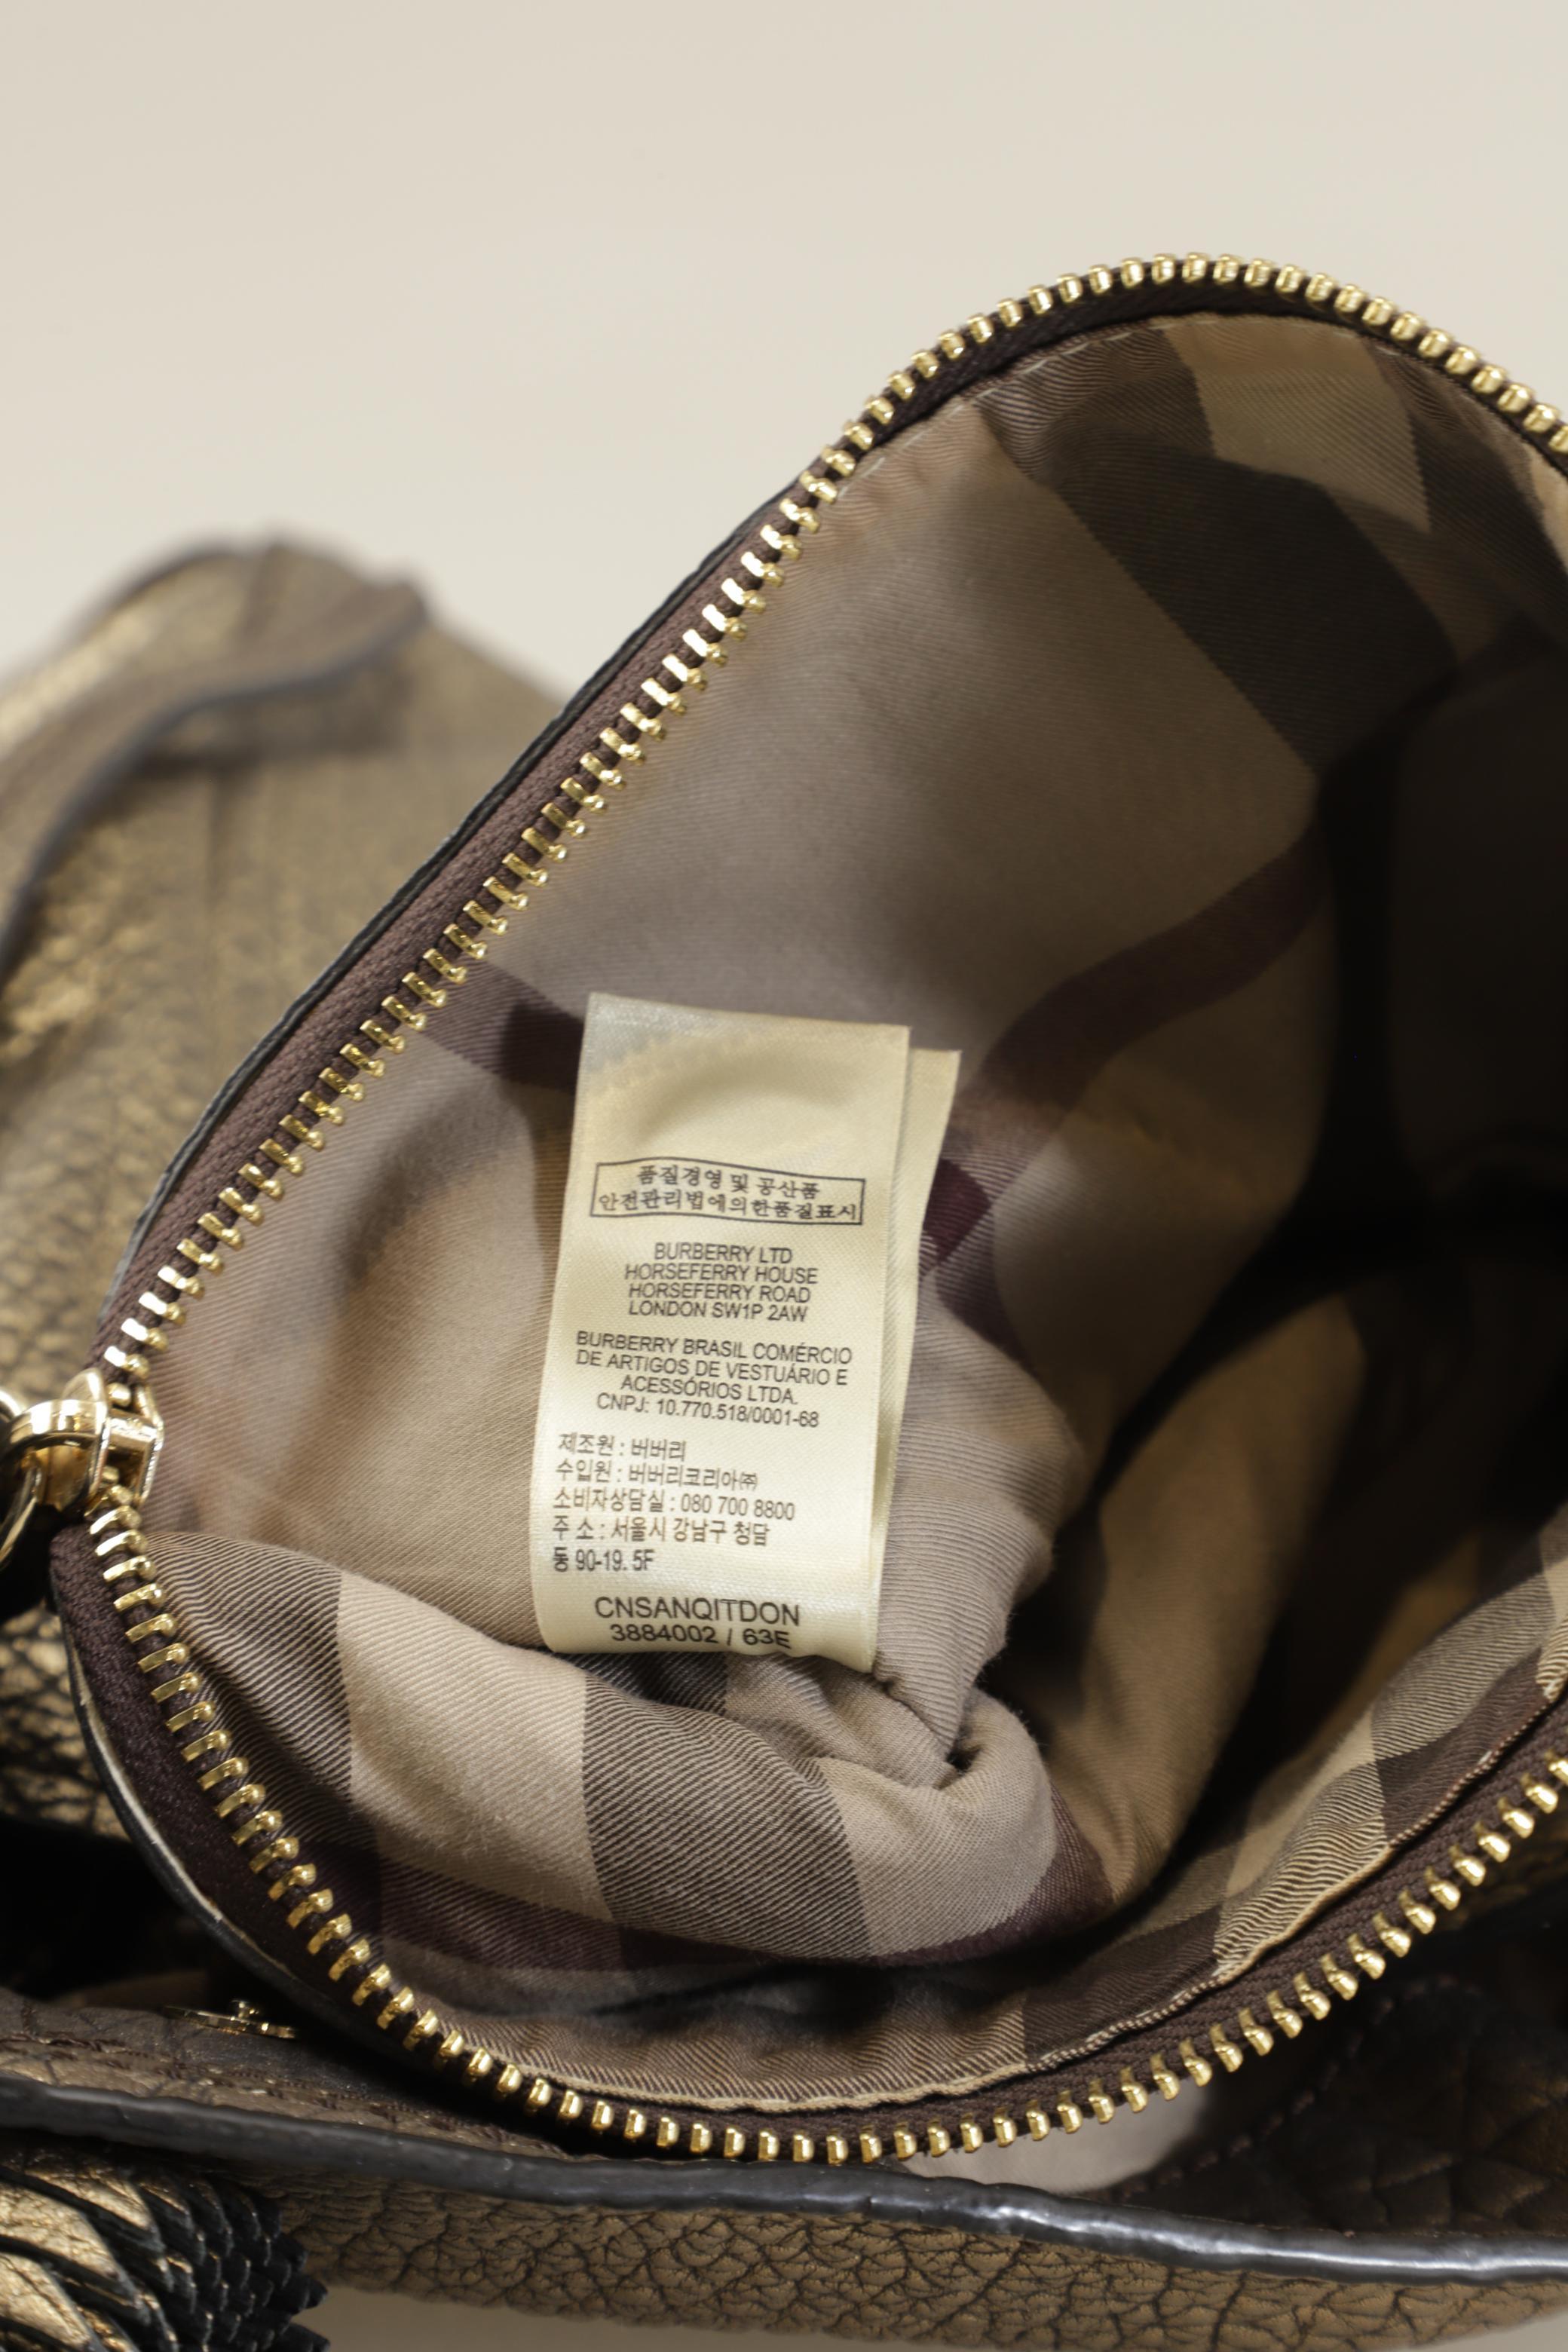 품질경영 및 공산품
안전관리법에의한품질표시
BURBERRY LTD
HORSEFERRY HOUSE
HORSEFERRY ROAD
LONDON SW1P 2AW
BURBERRY BRASIL COMÉRCIO
DE ARTIGOS DE VESTUÁRIO E
ACESSÓRIOS LTDA.
CNPJ: 10.770.518/0001-68
제조원 : 버버리
수입원 : 버버리코리아㈜
소비자상담실 : 080 700 8800
주 소 : 서울시 강남구 청담
동 90-19. 5F
CNSANQITDON
3884002 / 63E